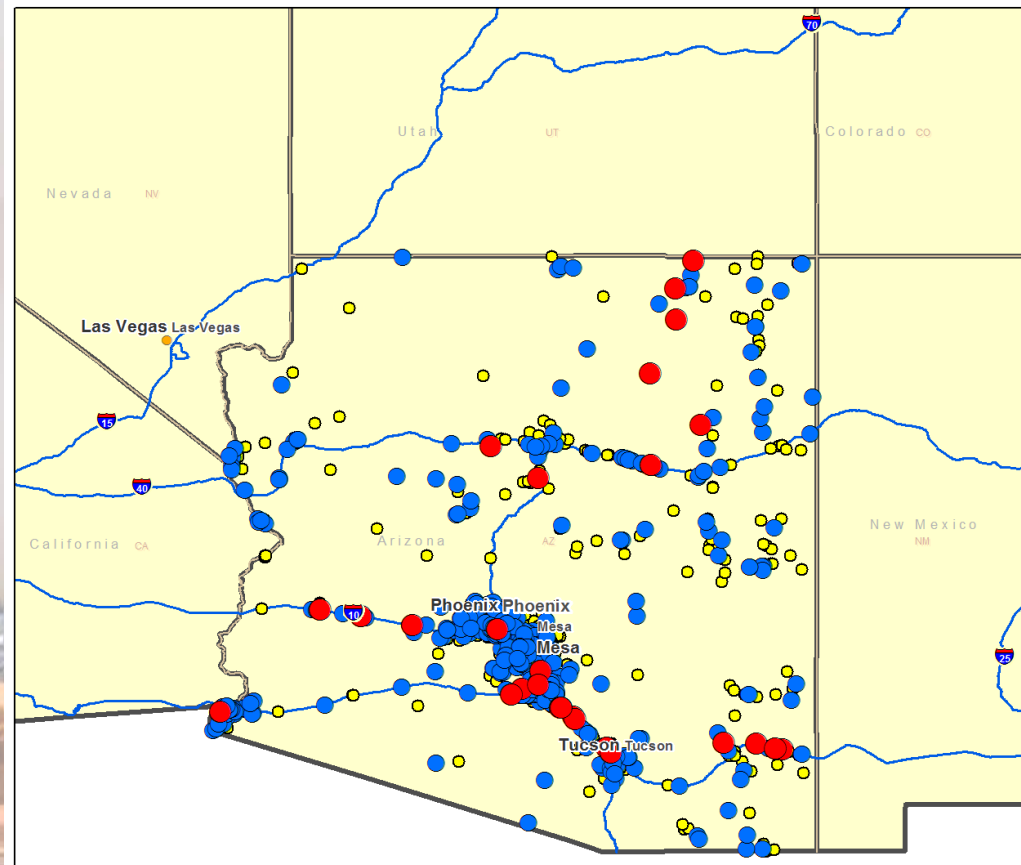 70
Utah UT
Colorado CO
Nevada NV
Las Vegas Las Vegas
15
40
New Mexico
NM
California CA
Arizona AZ
10
Phoenix Phoenix
Mesa
Mesa
25
Tucson Tucson